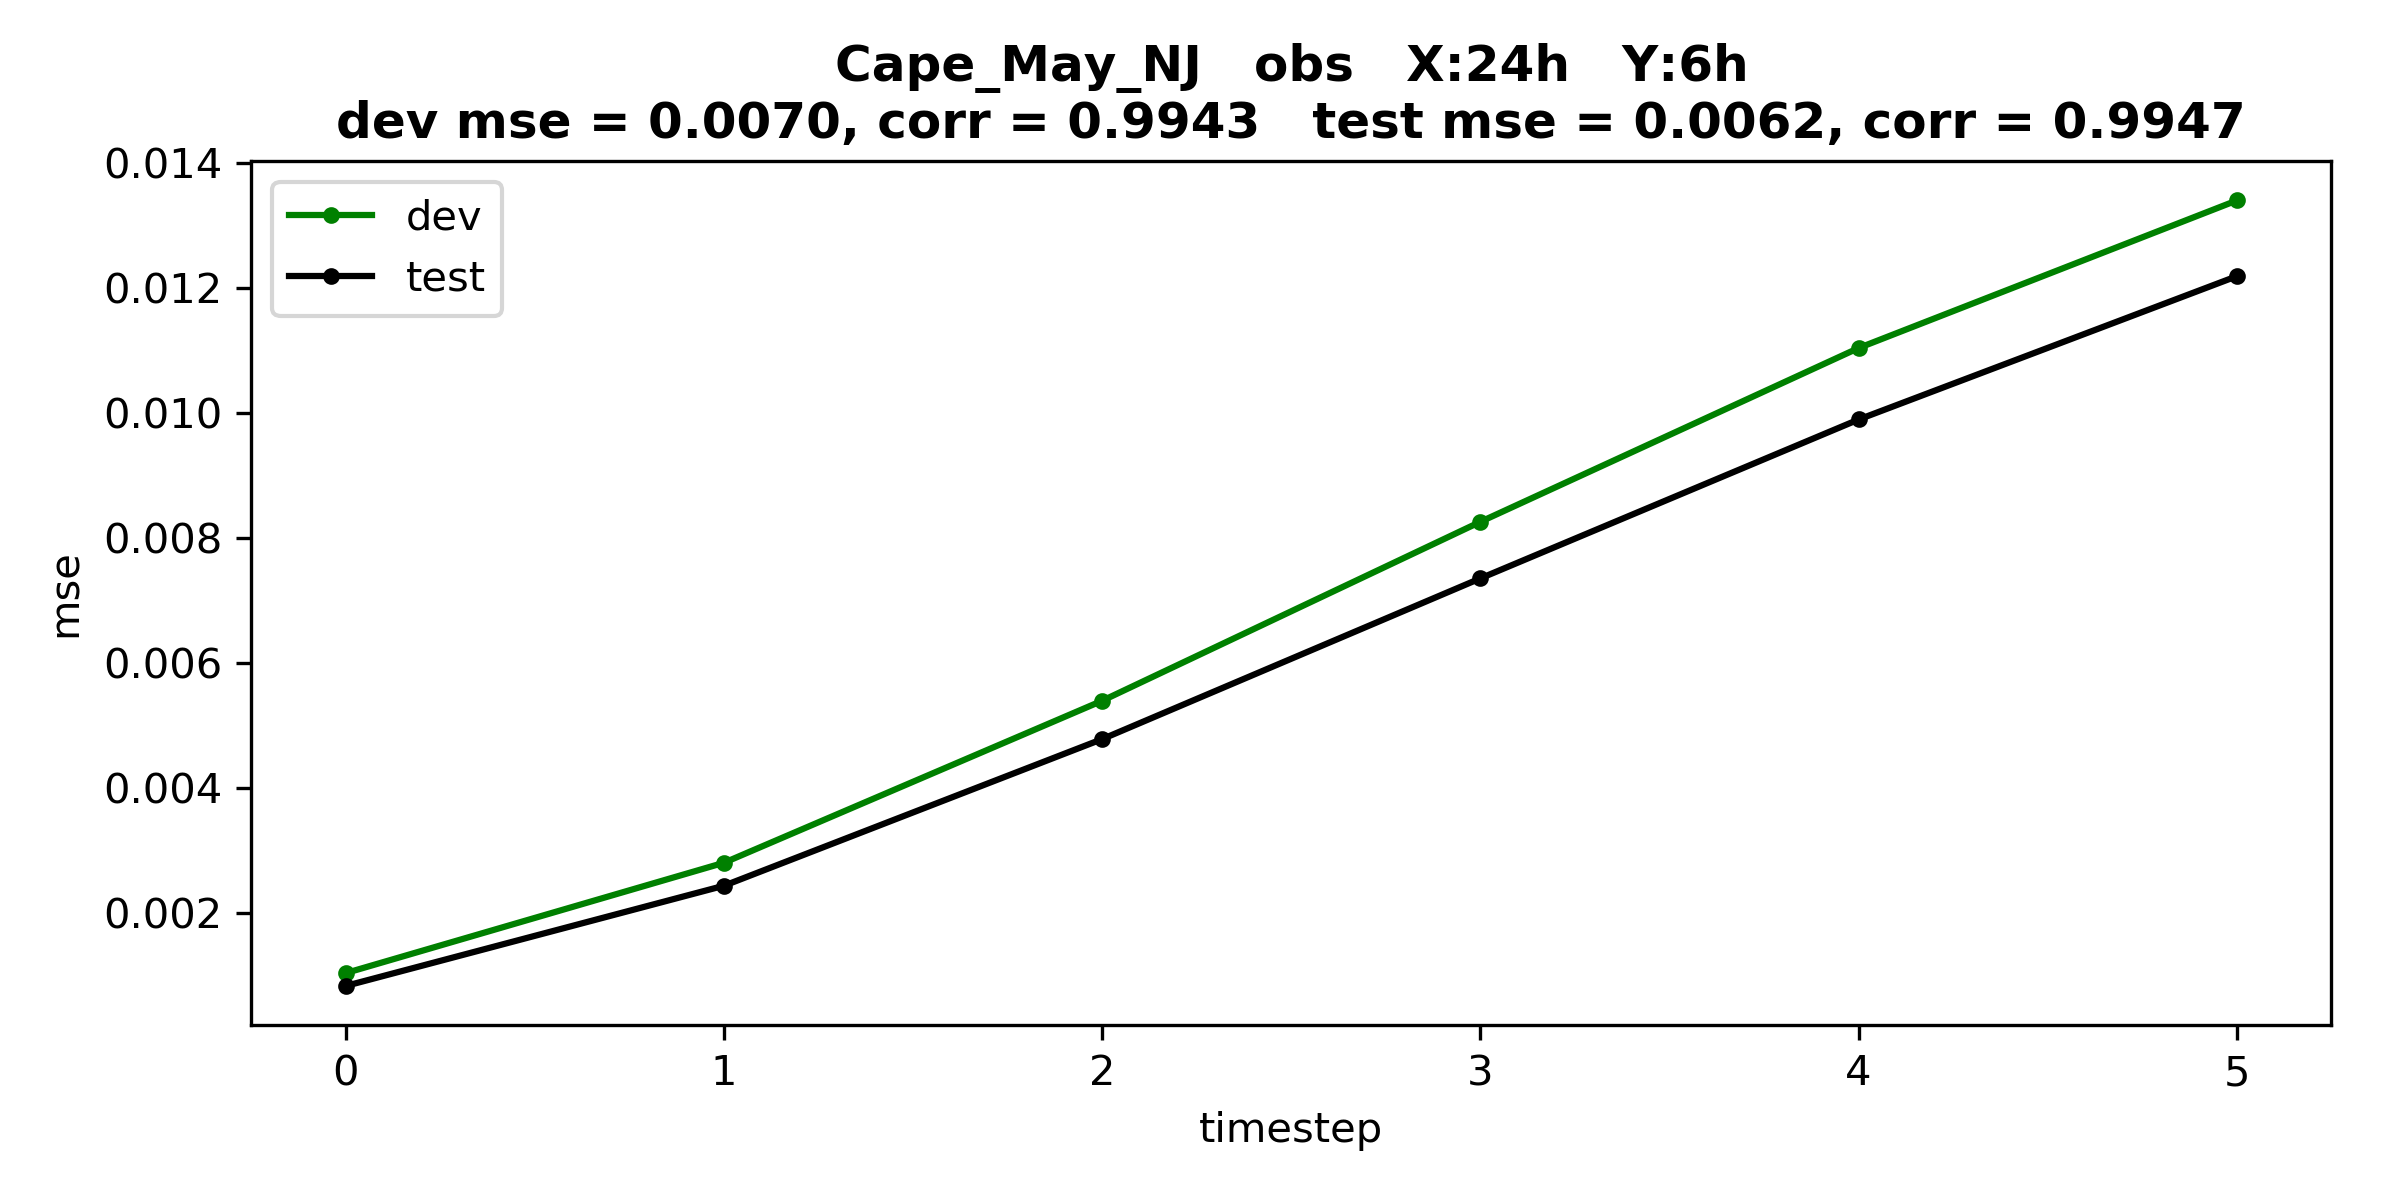 Cape_May_NJ   obs   X:24h   Y:6h
dev mse = 0.0070, corr = 0.9943   test mse = 0.0062, corr = 0.9947
0.014
0.012
0.010
0.008
0.006
0.004
0.002
mse
dev
test
0 1 2 3 4 5
timestep